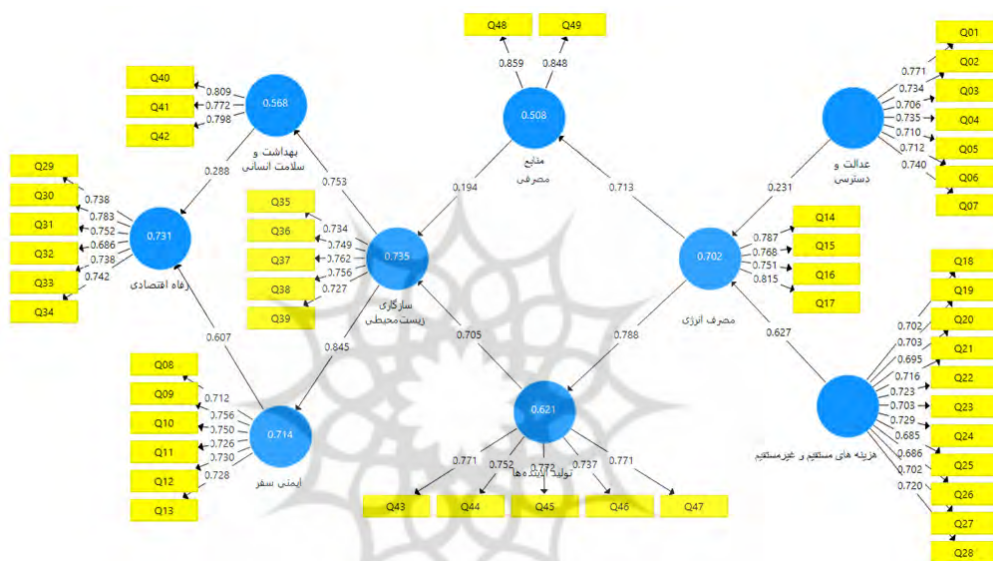 Q48
Q49
0.859
0.848
0.508
منابع
مصرفی
Q01
Q02
Q03
Q04
Q05
Q06
Q07
0.771
0.734
0.706
0.735
0.710
0.712
0.740
عدالت و
دسترسی
0.231
Q40
Q41
Q42
0.809
0.772
0.798
0.568
بهداشت و
سلامت انسانی
0.288
0.753
0.194
0.713
Q29
Q30
Q31
Q32
Q33
Q34
0.738
0.783
0.752
0.686
0.738
0.742
0.731
رفاه اقتصادی
Q35
Q36
Q37
Q38
Q39
0.734
0.749
0.762
0.756
0.727
0.735
سازگاری
زیست‌محیطی
0.702
مصرف انرژی
Q14
Q15
Q16
Q17
0.787
0.768
0.751
0.815
0.607
0.845
0.705
0.788
0.627
Q08
Q09
Q10
Q11
Q12
Q13
0.712
0.756
0.750
0.726
0.730
0.728
0.714
ایمنی سفر
0.621
تولید آلاینده‌ها
0.771
0.752
0.772
0.737
0.771
Q43
Q44
Q45
Q46
Q47
هزینه های مستقیم و غیرمستقیم
Q18
Q19
Q20
Q21
Q22
Q23
Q24
Q25
Q26
Q27
Q28
0.702
0.703
0.695
0.716
0.723
0.703
0.729
0.685
0.686
0.702
0.720